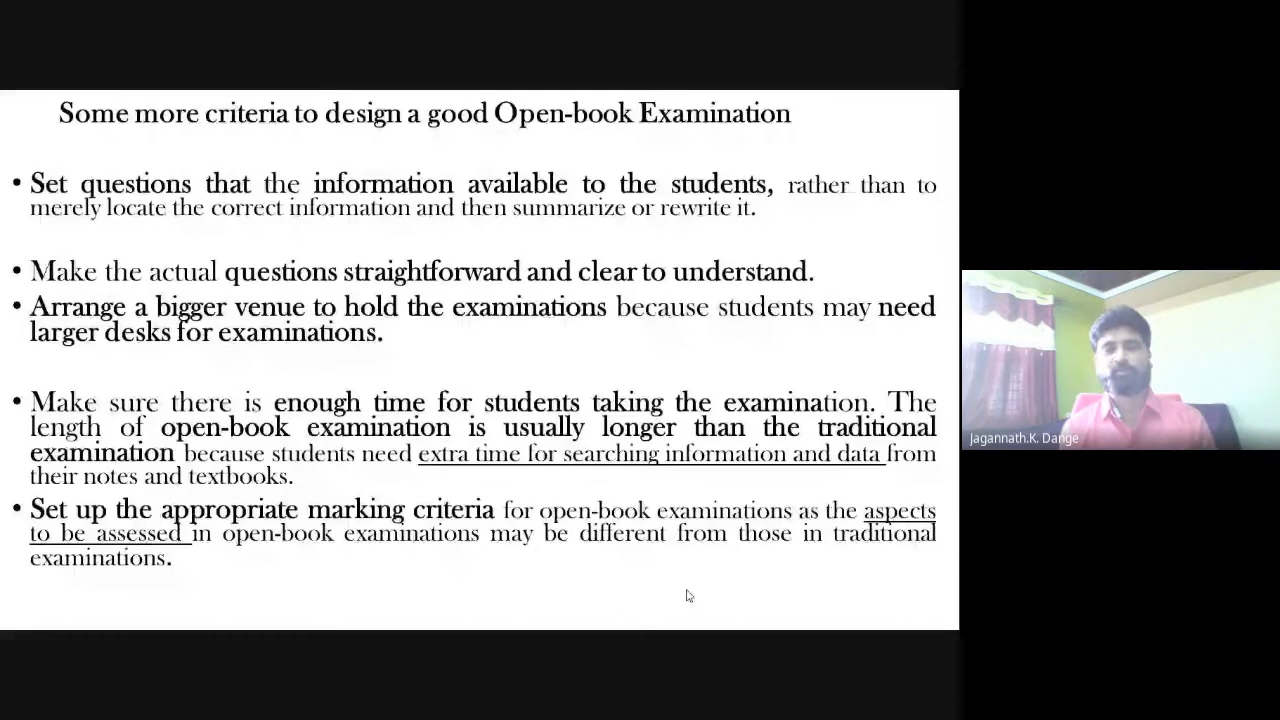 Some more criteria to design a good Open-book Examination
• Set questions that the information available to the students, rather than to
merely locate the correct information and then summarize or rewrite it.
• Make the actual questions straightforward and clear to understand.
• Arrange a bigger venue to hold the examinations because students may need
larger desks for examinations.
• Make sure there is enough time for students taking the examination. The
length of open-book examination is usually longer than the traditional
examination because students need extra time for searching information and data from
their notes and textbooks.
• Set up the appropriate marking criteria for open-book examinations as the aspects
to be assessed in open-book examinations may be different from those in traditional
examinations.
Jagannath.K. Dange